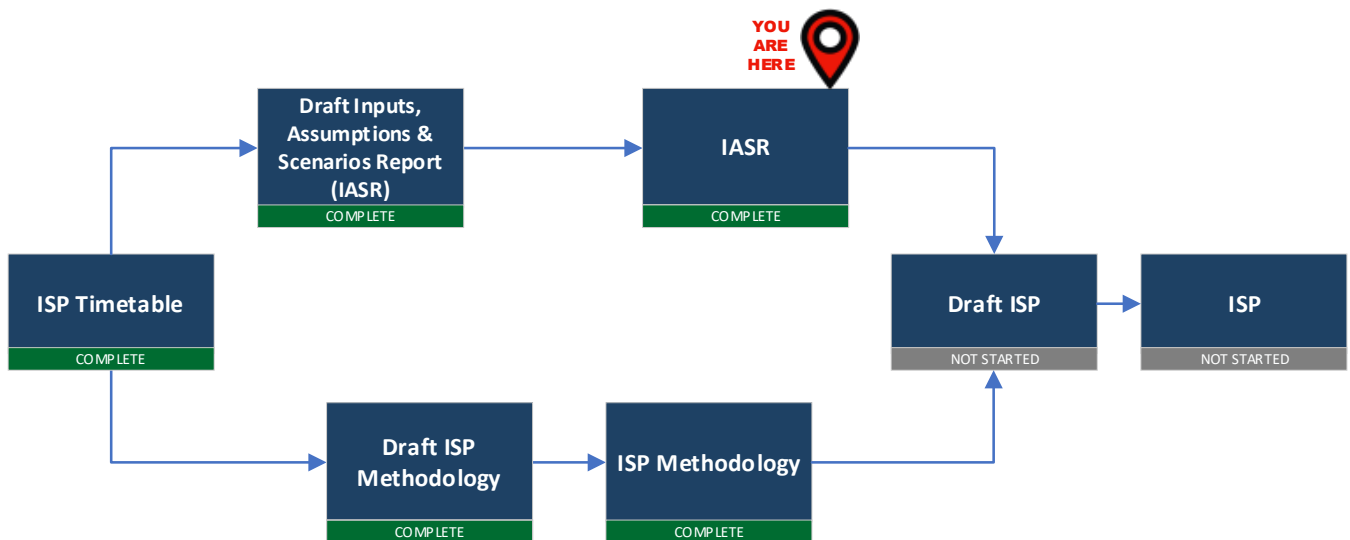 YOU
ARE
HERE
Draft Inputs,
Assumptions &
Scenarios Report
(IASR)
COMPLETE
IASR
COMPLETE
ISP Timetable
COMPLETE
Draft ISP
NOT STARTED
ISP
NOT STARTED
Draft ISP
Methodology
COMPLETE
ISP Methodology
COMPLETE